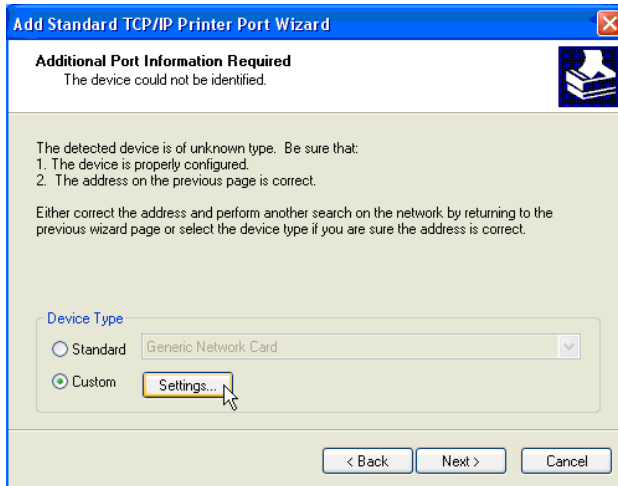 Add Standard TCP/IP Printer Port Wizard
Additional Port Information Required
The device could not be identified.
The detected device is of unknown type.  Be sure that:
1. The device is properly configured.
2.  The address on the previous page is correct.
Either correct the address and perform another search on the network by returning to the
previous wizard page or select the device type if you are sure the address is correct.
Device Type
Standard
Generic Network Card
Custom
Settings...
< Back
Next >
Cancel